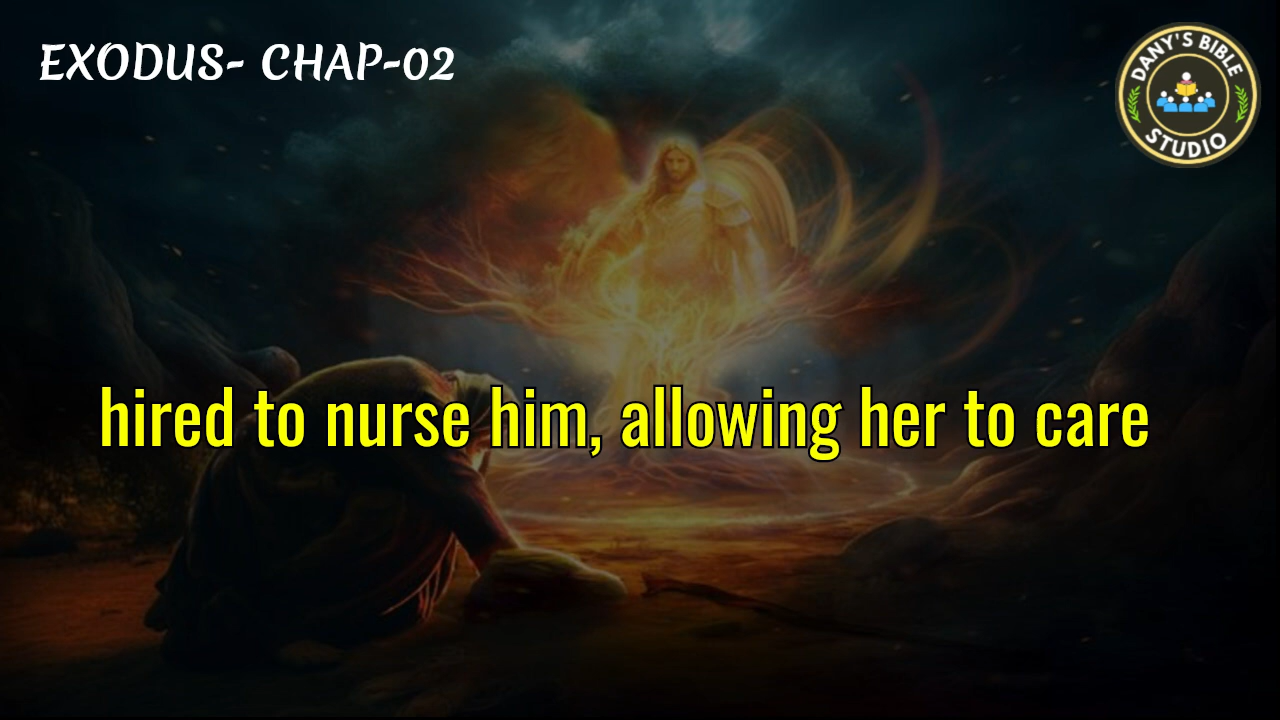 EXODUS- CHAP-02
DANY'S BIBLE
STUDIO
hired to nurse him, allowing her to care